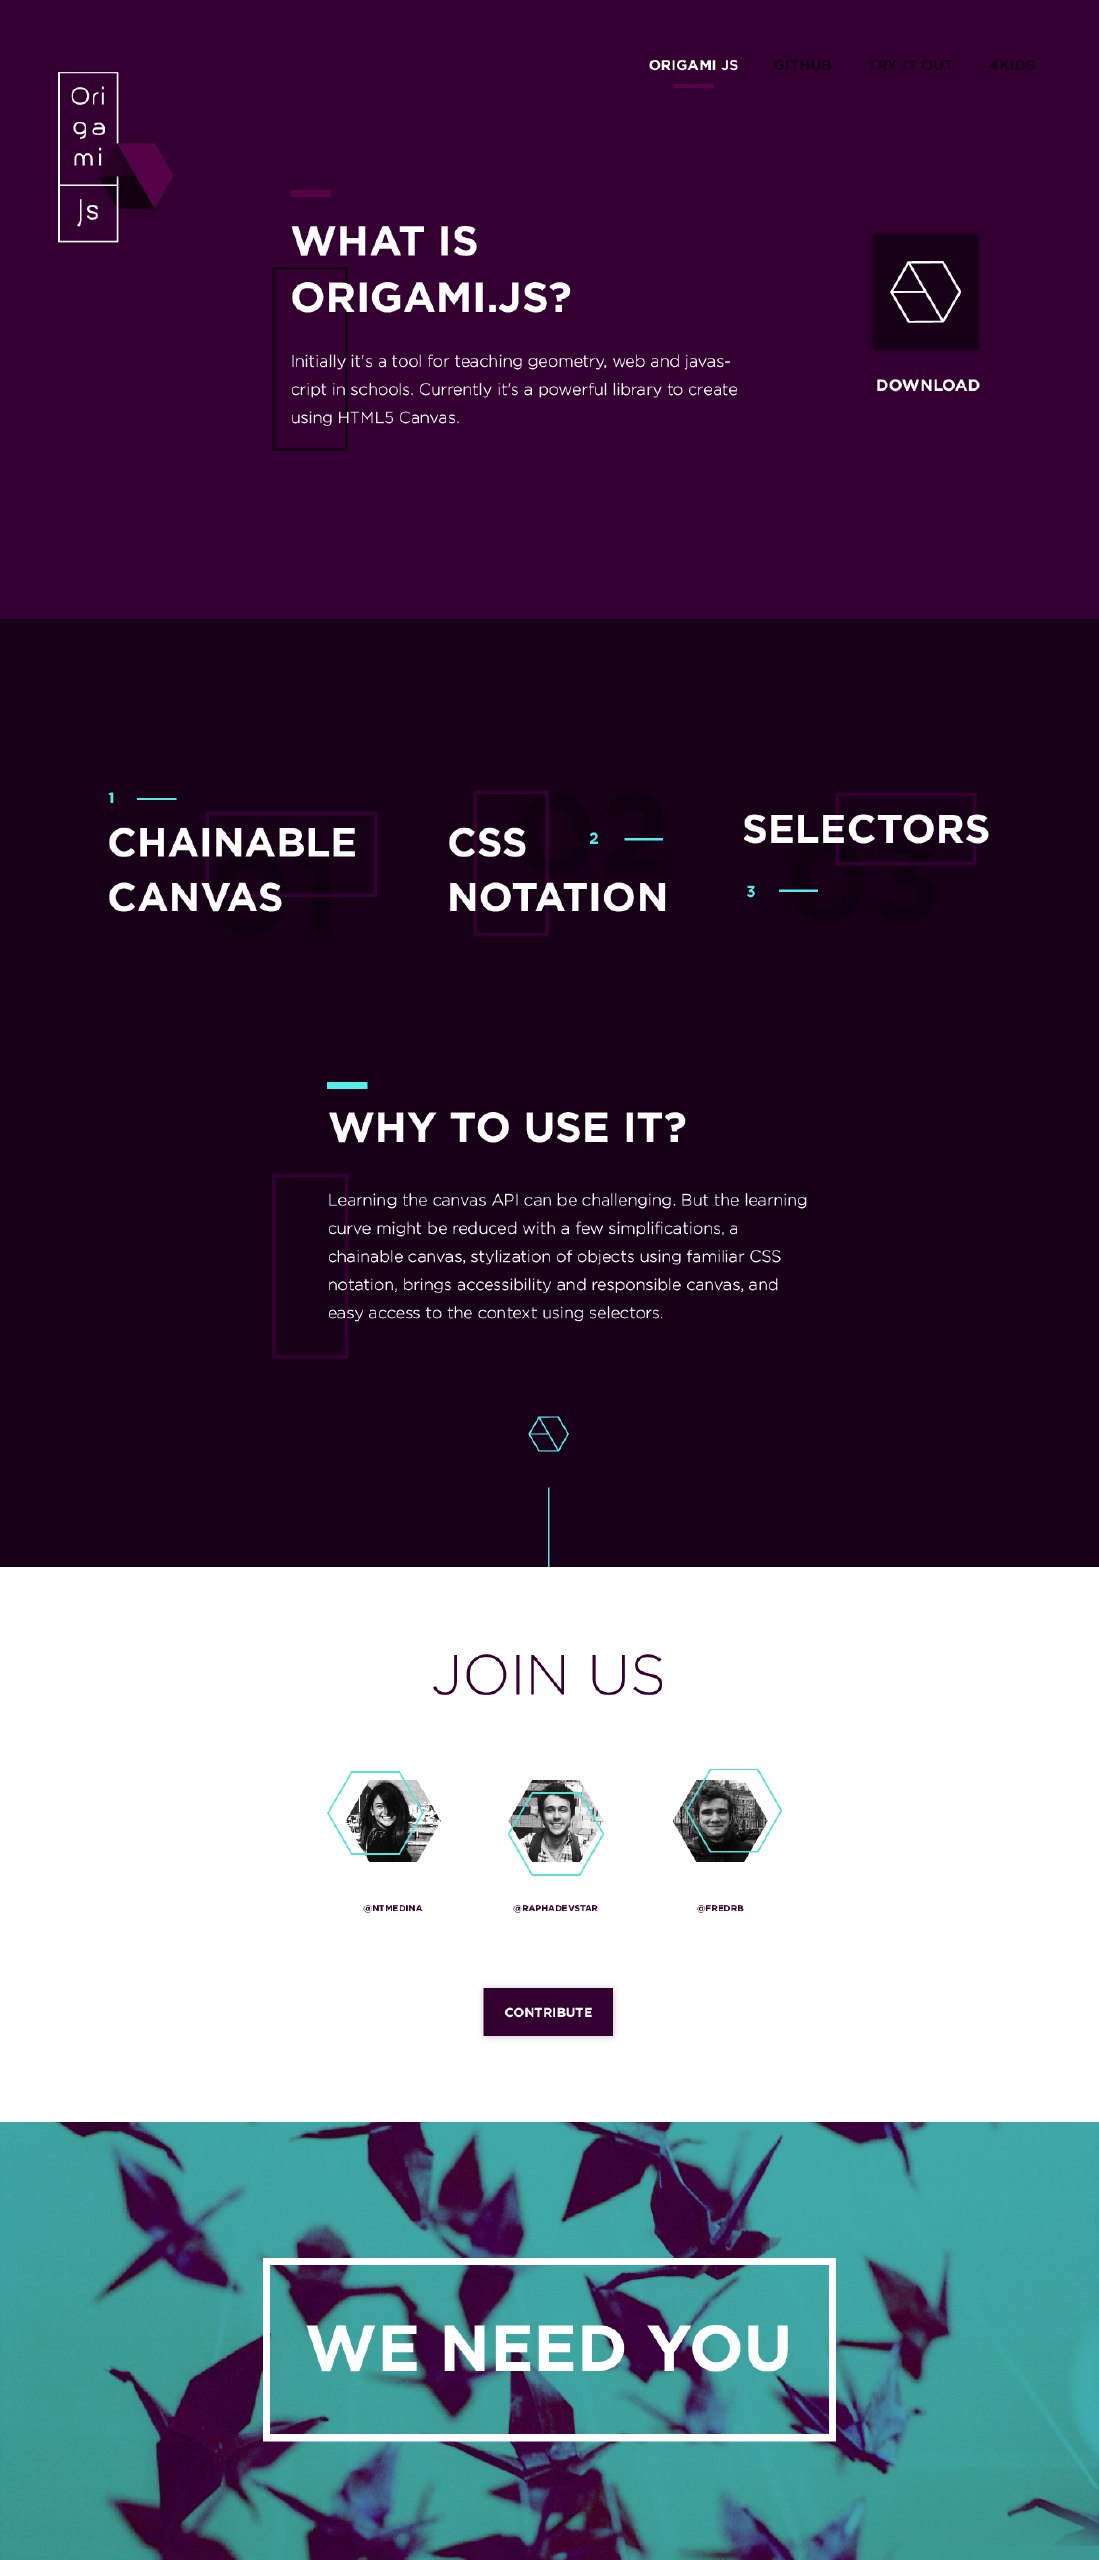 ORIGAMI JS
GITHUB
TRY IT OUT
4KIDS
Ori
ga
mi
Js
WHAT IS
ORIGAMI.JS?
Initially it's a tool for teaching geometry, web and javas-
cript in schools. Currently it's a powerful library to create
using HTML5 Canvas.
DOWNLOAD
1
CHAINABLE
CANVAS
01
CSS
NOTATION
2
02
SELECTORS
3
03
WHY TO USE IT?
Learning the canvas API can be challenging. But the learning
curve might be reduced with a few simplifications, a
chainable canvas, stylization of objects using familiar CSS
notation, brings accessibility and responsible canvas, and
easy access to the context using selectors.
JOIN US
@NTMEDINA
@RAPHADEVSTAR
@FREDRB
CONTRIBUTE
WE NEED YOU